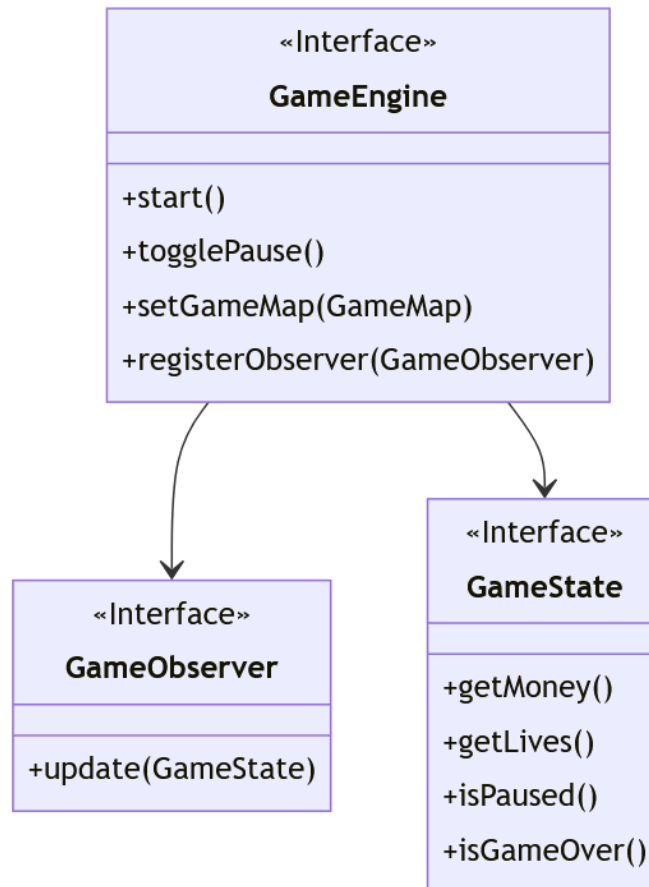 «Interface»
GameEngine
+start()
+togglePause()
+setGameMap(GameMap)
+registerObserver(GameObserver)
«Interface»
GameObserver
+update(GameState)
«Interface»
GameState
+getMoney()
+getLives()
+isPaused()
+isGameOver()